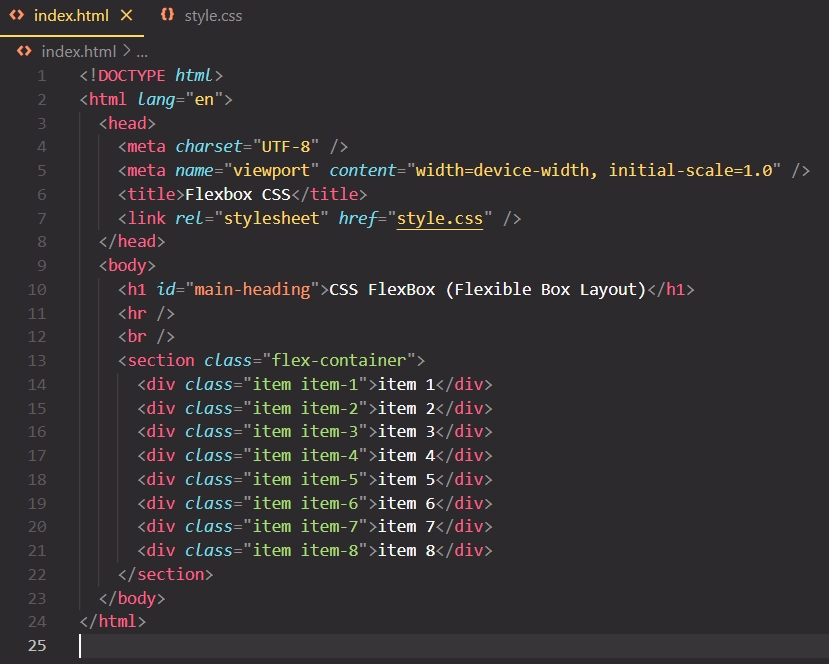 index.html
style.css
index.html > ...
1 <!DOCTYPE html>
2 <html lang="en">
3   <head>
4     <meta charset="UTF-8" />
5     <meta name="viewport" content="width=device-width, initial-scale=1.0" />
6     <title>Flexbox CSS</title>
7     <link rel="stylesheet" href="style.css" />
8   </head>
9   <body>
10     <h1 id="main-heading">CSS FlexBox (Flexible Box Layout)</h1>
11     <hr />
12     <br />
13     <section class="flex-container">
14       <div class="item item-1">item 1</div>
15       <div class="item item-2">item 2</div>
16       <div class="item item-3">item 3</div>
17       <div class="item item-4">item 4</div>
18       <div class="item item-5">item 5</div>
19       <div class="item item-6">item 6</div>
20       <div class="item item-7">item 7</div>
21       <div class="item item-8">item 8</div>
22     </section>
23   </body>
24 </html>
25